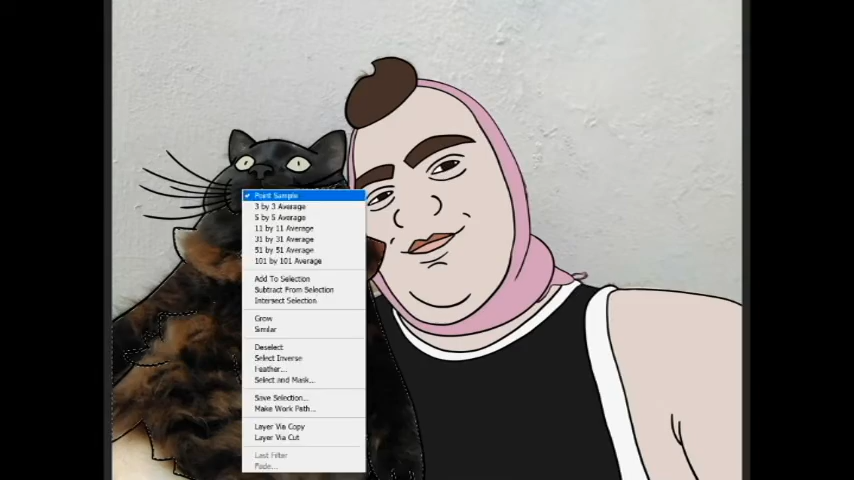 Point Sample
3 by 3 Average
5 by 5 Average
11 by 11 Average
31 by 31 Average
51 by 51 Average
101 by 101 Average
Add To Selection
Subtract From Selection
Intersect Selection
Grow
Similar
Deselect
Select Inverse
Feather...
Select and Mask...
Save Selection...
Make Work Path...
Layer Via Copy
Layer Via Cut
Last Filter
Fade...